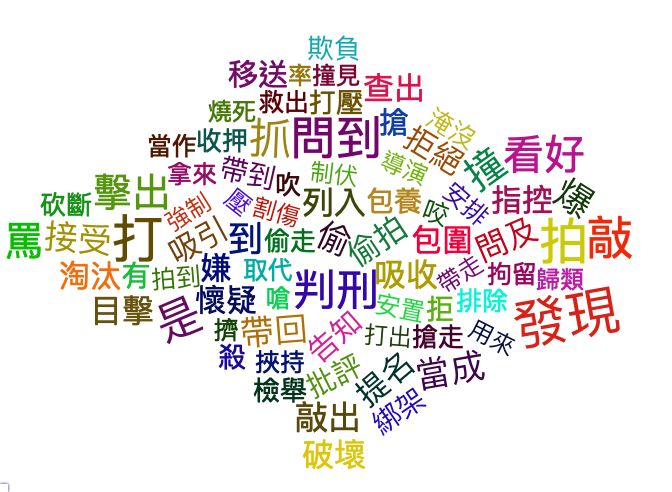 欺負
移送
率
撞見
查出
救出
打壓
燒死
搶
淹沒
當作
收押
抓
問到
拒絕
撞
看好
拿來
帶到
吹
制伏
導演
砍斷
擊出
壓
割傷
列入
包養
咬
安排
指控
爆
強制
罵
接受
打
吸引
到
偷走
偷
偷拍
包圍
問及
拍
敲
淘汰
有
拍到
嫌
取代
判刑
吸收
帶走
拘留
歸類
目擊
是
懷疑
嗆
安置
拒
排除
發現
擠
帶回
告知
打出
搶走
用來
殺
挾持
檢舉
批評
提名
當成
敲出
綁架
破壞